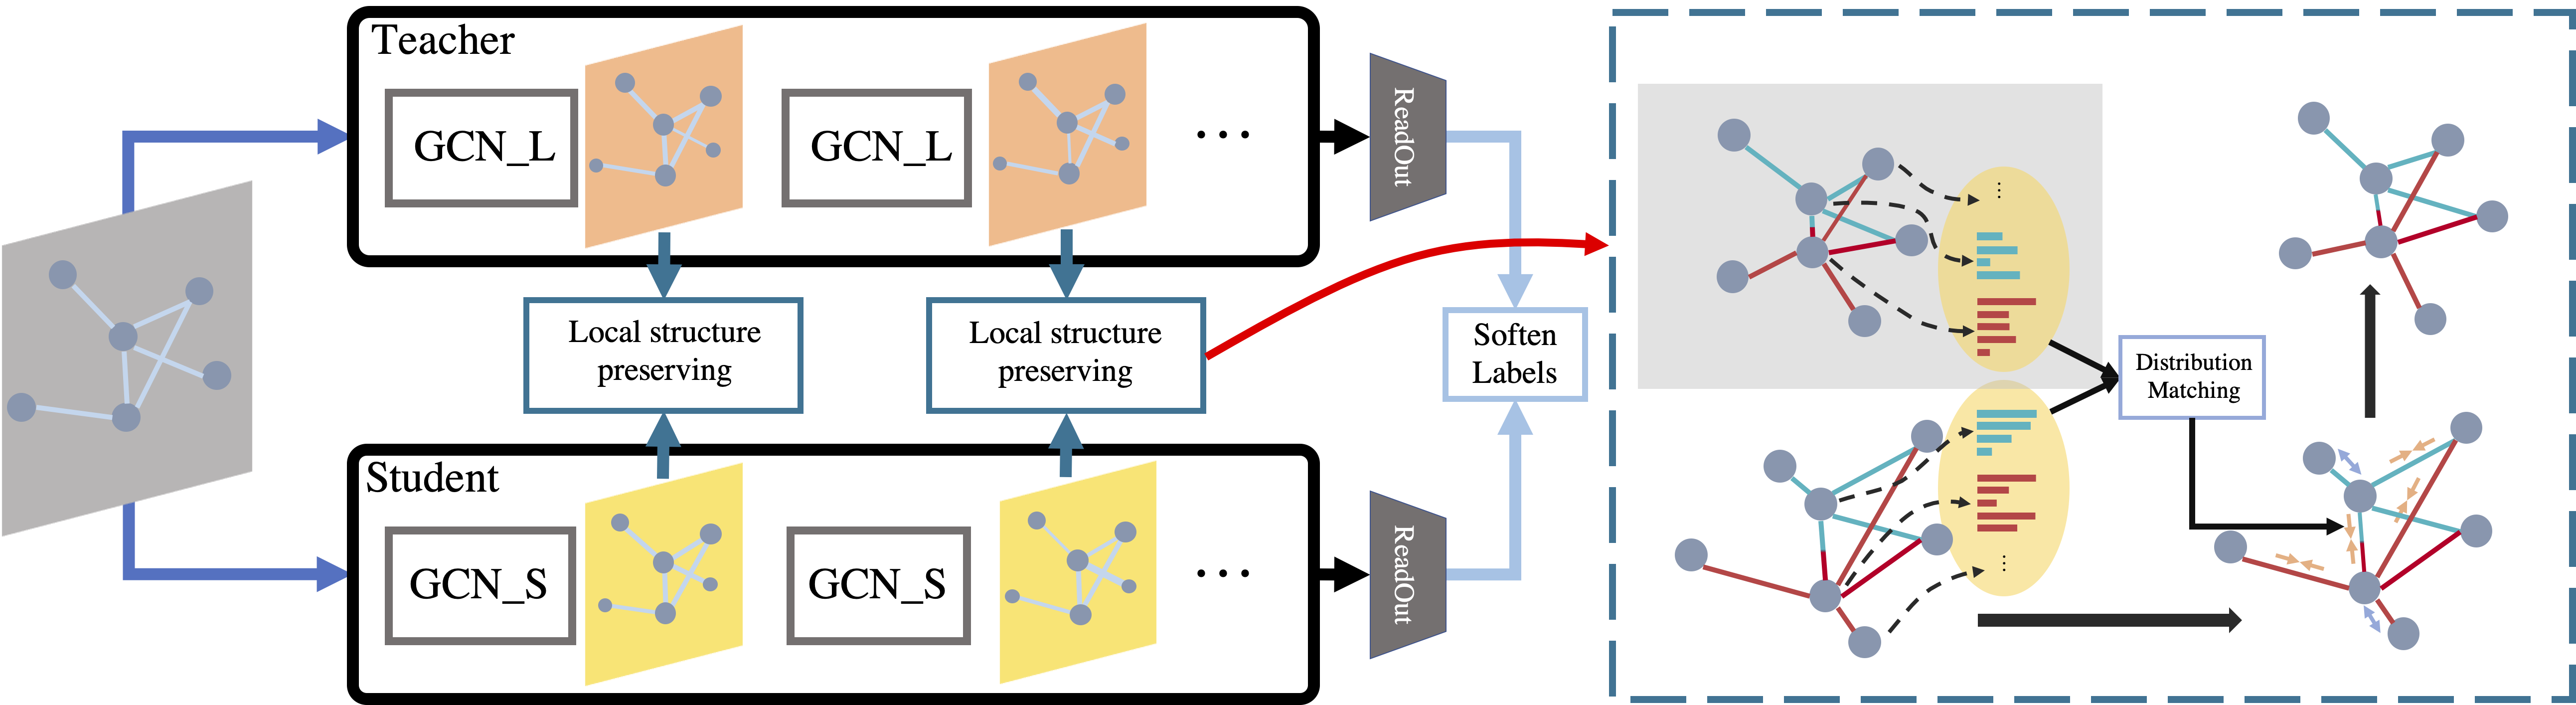 Teacher
GCN_L
GCN_L
...
ReadOut
Local structure
preserving
Local structure
preserving
Soften
Labels
Student
GCN_S
GCN_S
...
ReadOut
...
Distribution
Matching
...